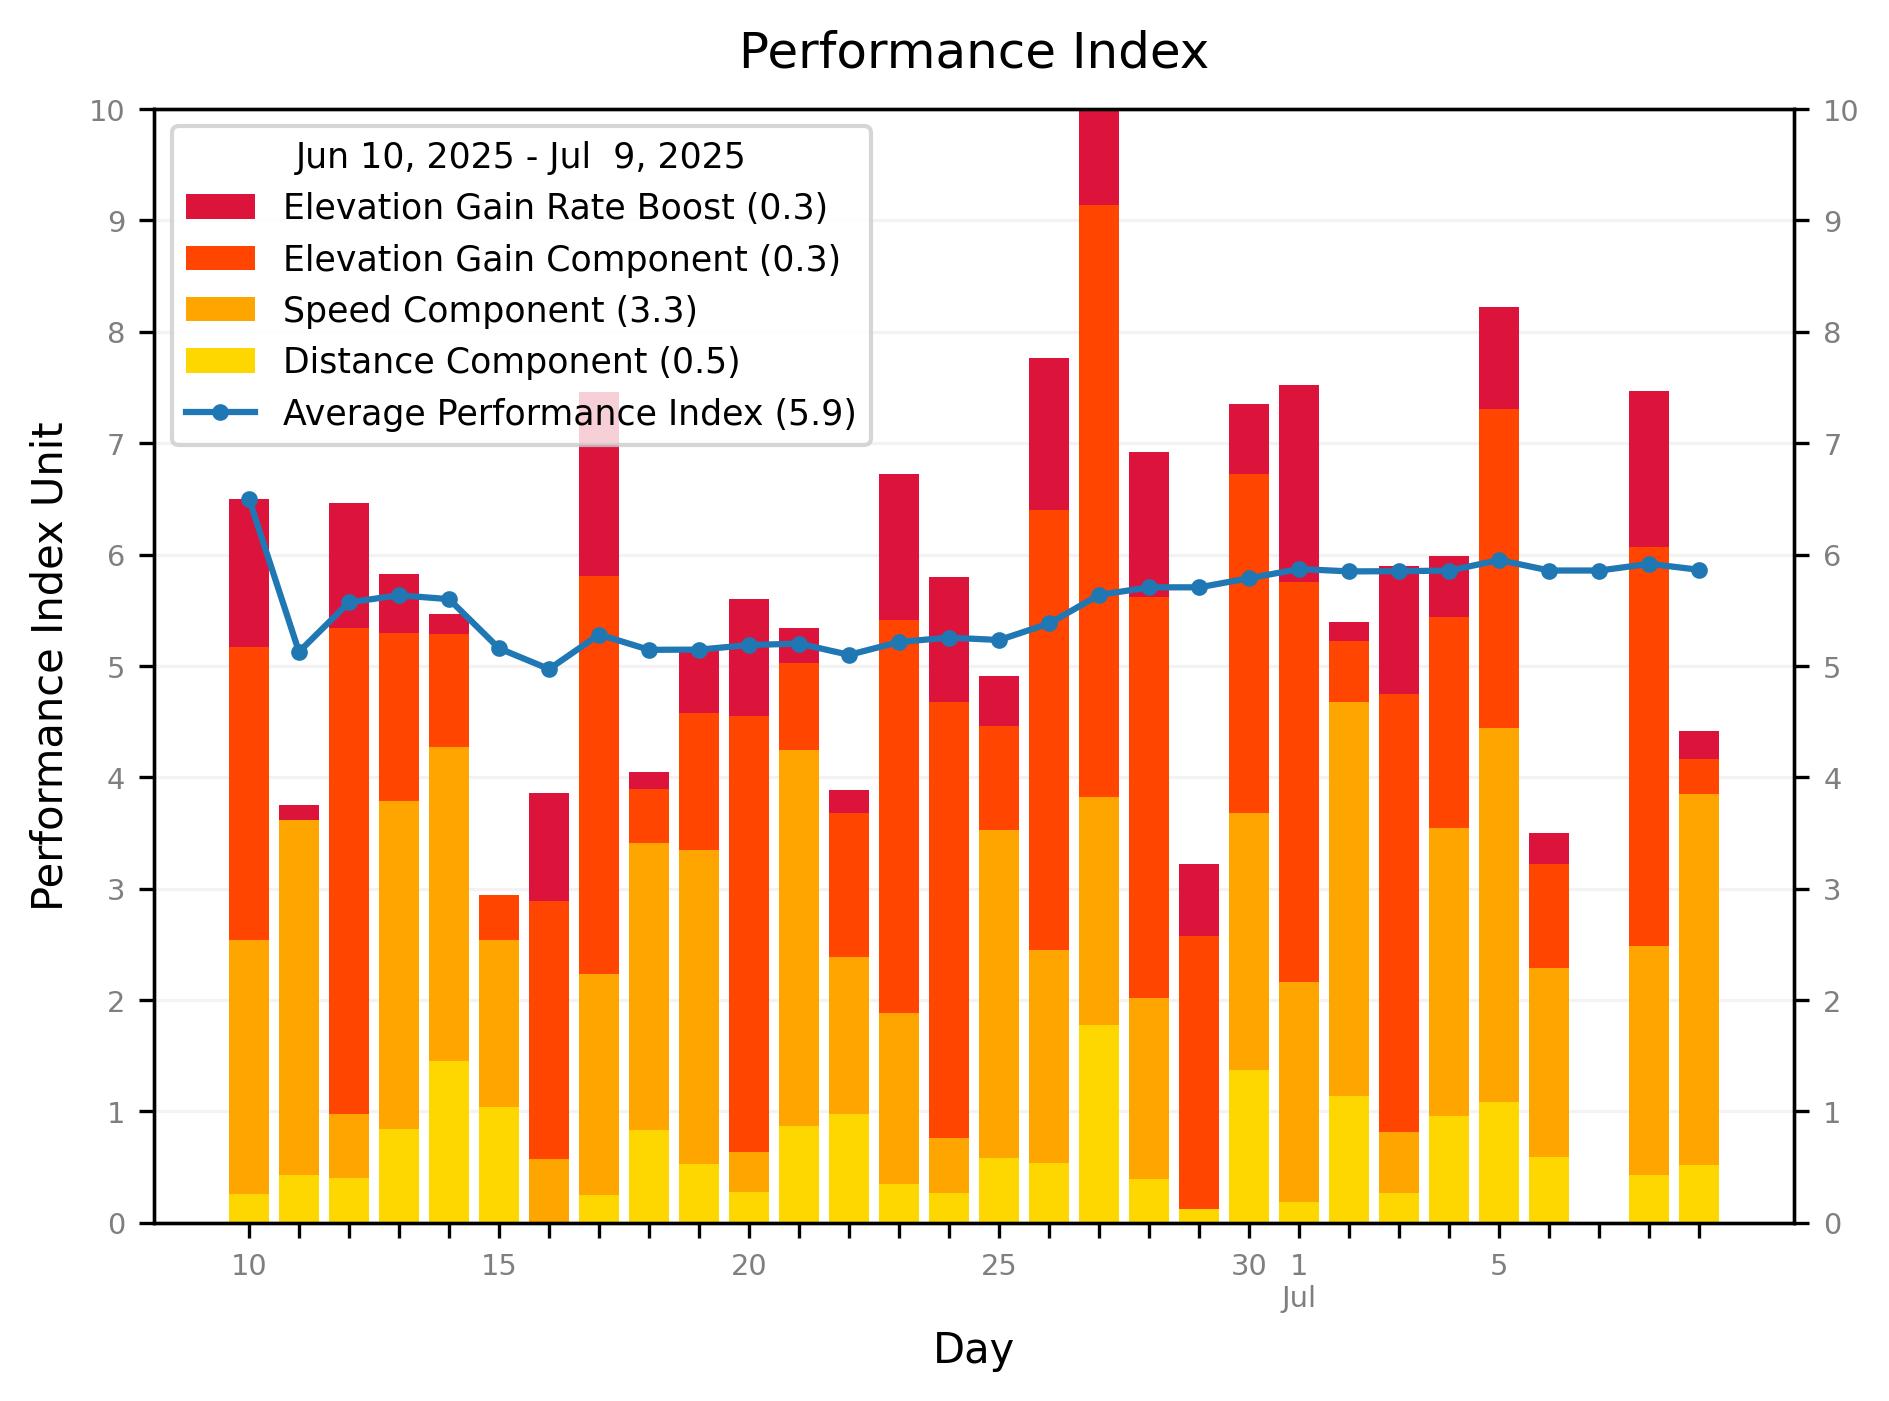 Performance Index
Jun 10, 2025 - Jul  9, 2025
Elevation Gain Rate Boost (0.3)
Elevation Gain Component (0.3)
Speed Component (3.3)
Distance Component (0.5)
Average Performance Index (5.9)
Performance Index Unit
10
9
8
7
6
5
4
3
2
1
0
10
9
8
7
6
5
4
3
2
1
0
10 15 20 25 30 1 5
Jul
Day